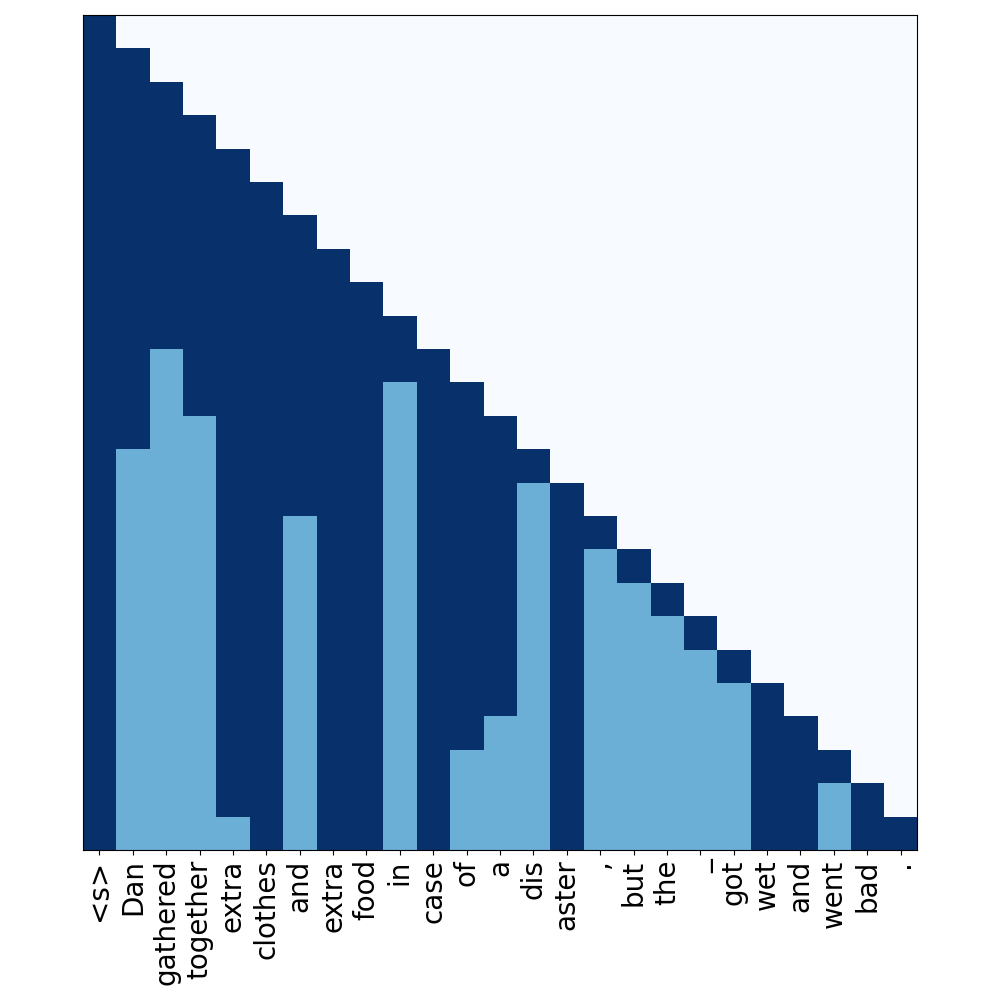 <s> Dan gathered together extra clothes and extra food in case of a dis aster , but the _ got wet and went bad .